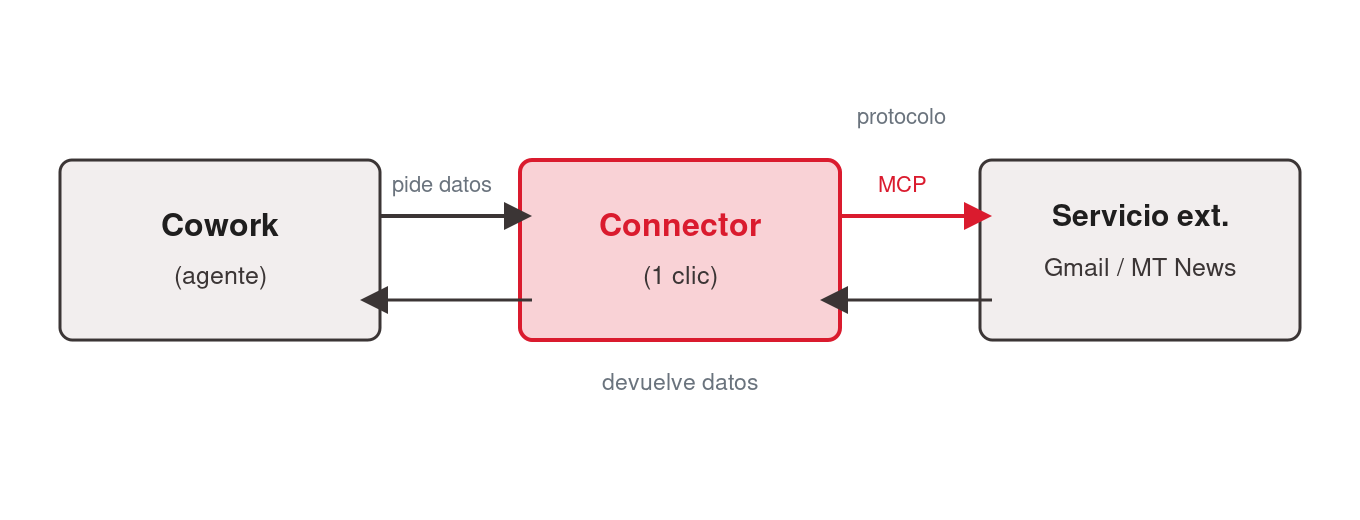 protocolo
pide datos
MCP
Cowork
(agente)
Connector
(1 clic)
Servicio ext.
Gmail / MT News
devuelve datos